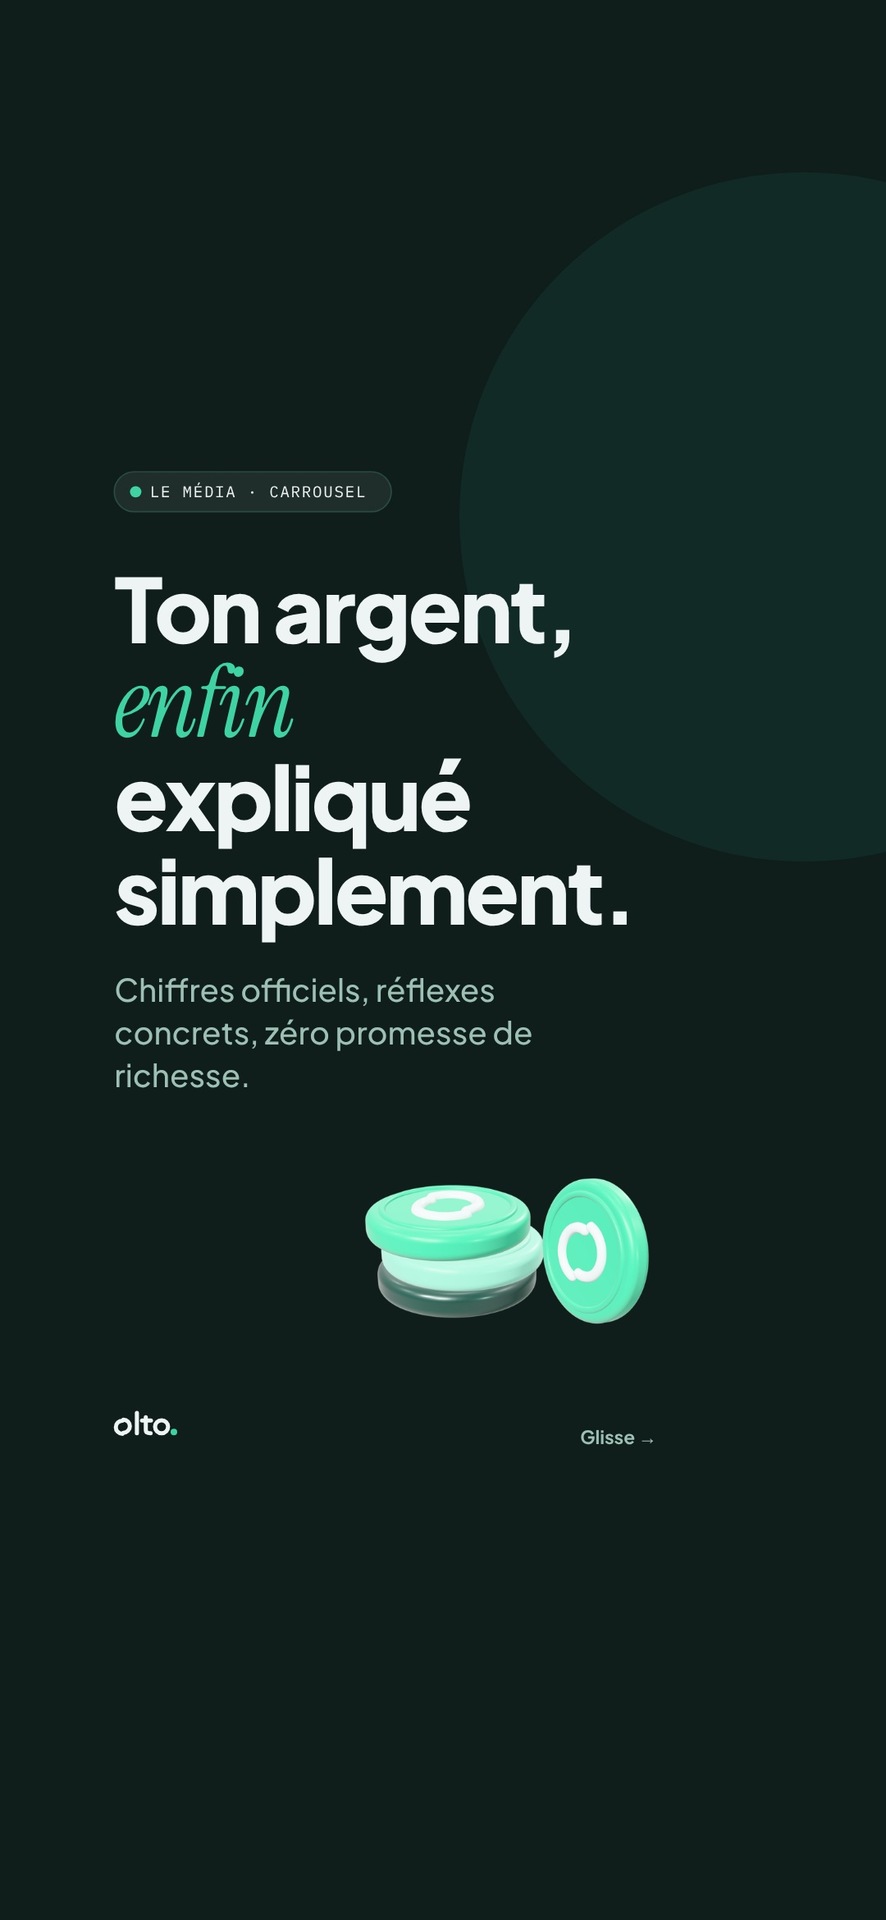 LE MÉDIA · CARROUSEL
Ton argent,
enfin
expliqué
simplement.
Chiffres officiels, réflexes
concrets, zéro promesse de
richesse.
olto.
Glisse →